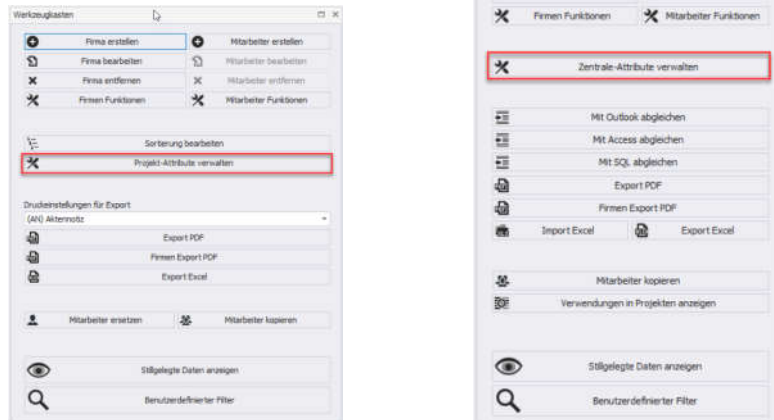 Werkzeugkasten
Firma erstellen Mitarbeiter erstellen
Firma bearbeiten Mitarbeiter bearbeiten
Firma entfernen Mitarbeiter entfernen
Firmen Funktionen Mitarbeiter Funktionen
Sortierung bearbeiten
Projekt-Attribute verwalten
Druckeinstellungen für Export
(AN) Aktennotiz
Export PDF
Firmen Export PDF
Export Excel
Mitarbeiter ersetzen Mitarbeiter kopieren
Stillgelegte Daten anzeigen
Benutzerdefinierter Filter
Firmen Funktionen Mitarbeiter Funktionen
Zentrale-Attribute verwalten
Mit Outlook abgleichen
Mit Access abgleichen
Mit SQL abgleichen
Export PDF
Firmen Export PDF
Import Excel Export Excel
Mitarbeiter kopieren
Verwendungen in Projekten anzeigen
Stillgelegte Daten anzeigen
Benutzerdefinierter Filter